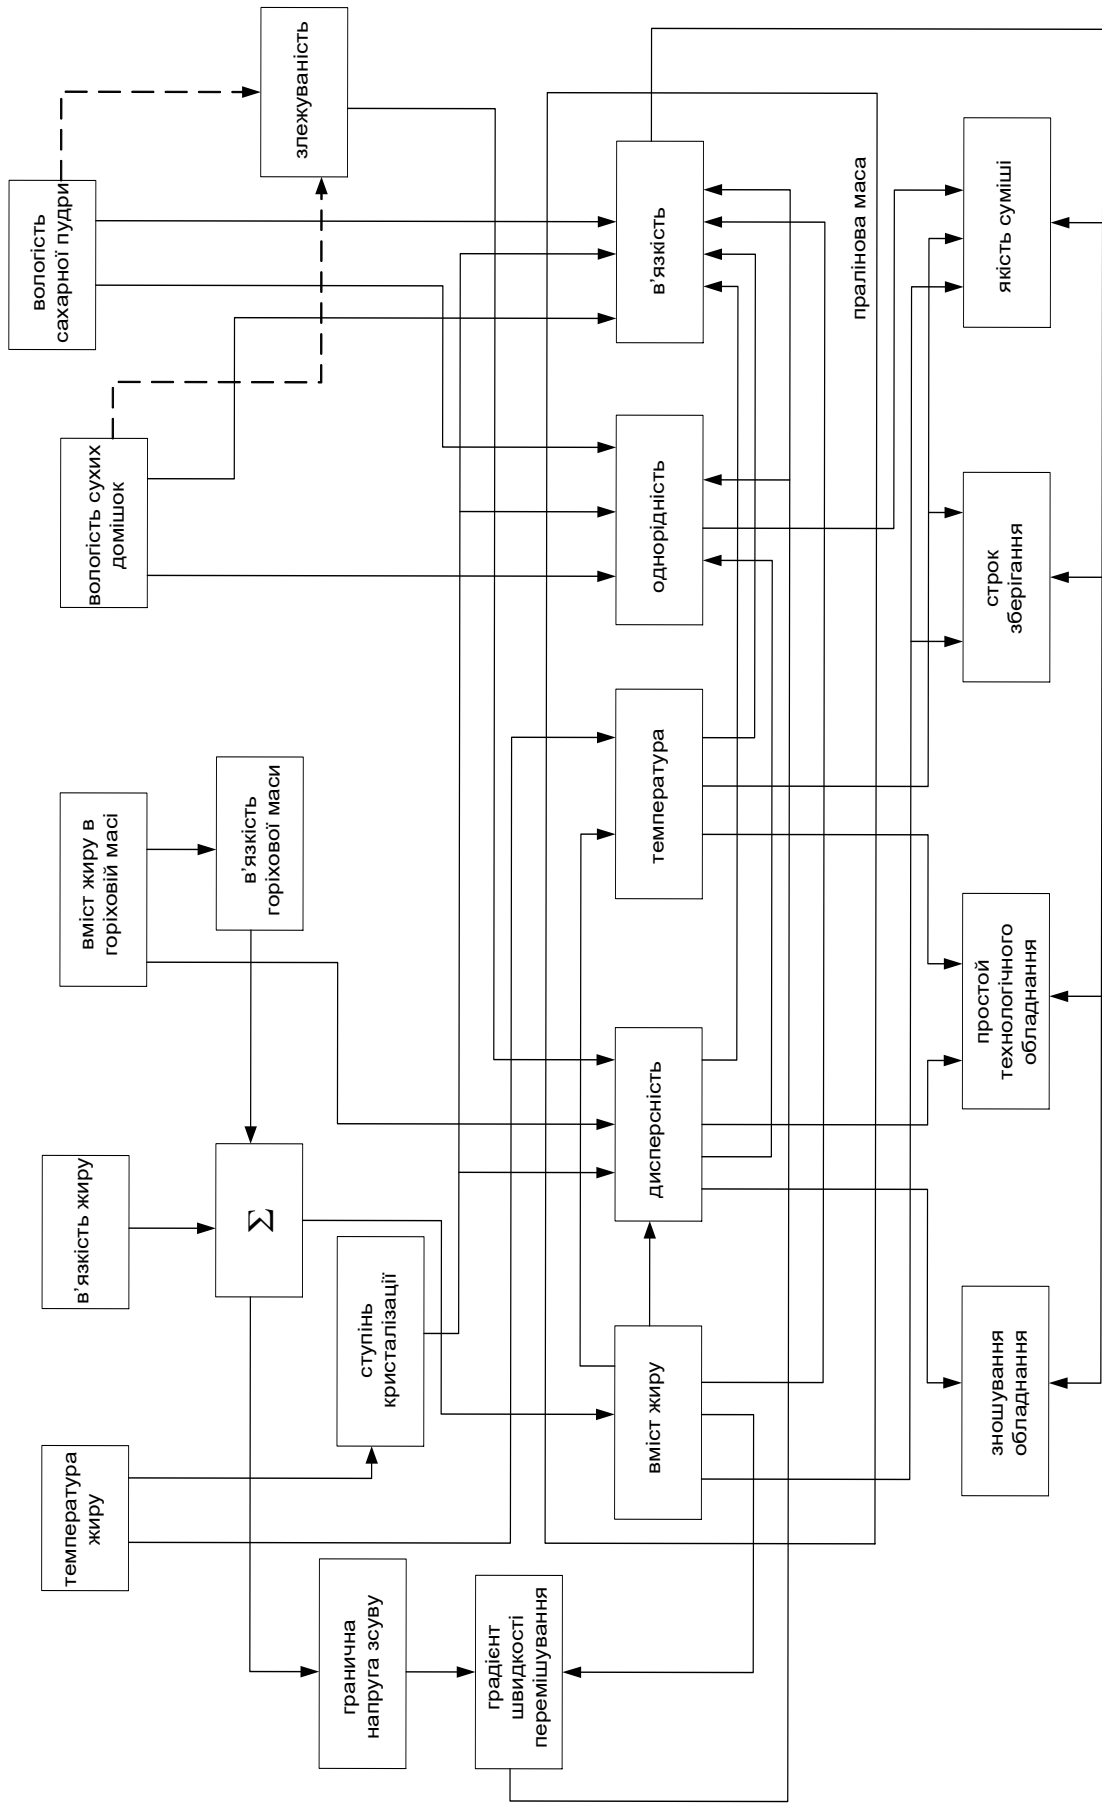 температура
жиру
в'язкість жиру
вміст жиру в
горіховій масі
вологість сухих
домішок
вологість
сахарної пудри
гранична
напруга зсуву
ступінь
кристалізації
Σ
в'язкість
горіхової маси
злежуваність
градієнт
швидкості
перемішування
вміст жиру
дисперсність
температура
однорідність
в'язкість
пралінова маса
зношування
обладнання
простой
технологічного
обладнання
строк
зберігання
якість суміші